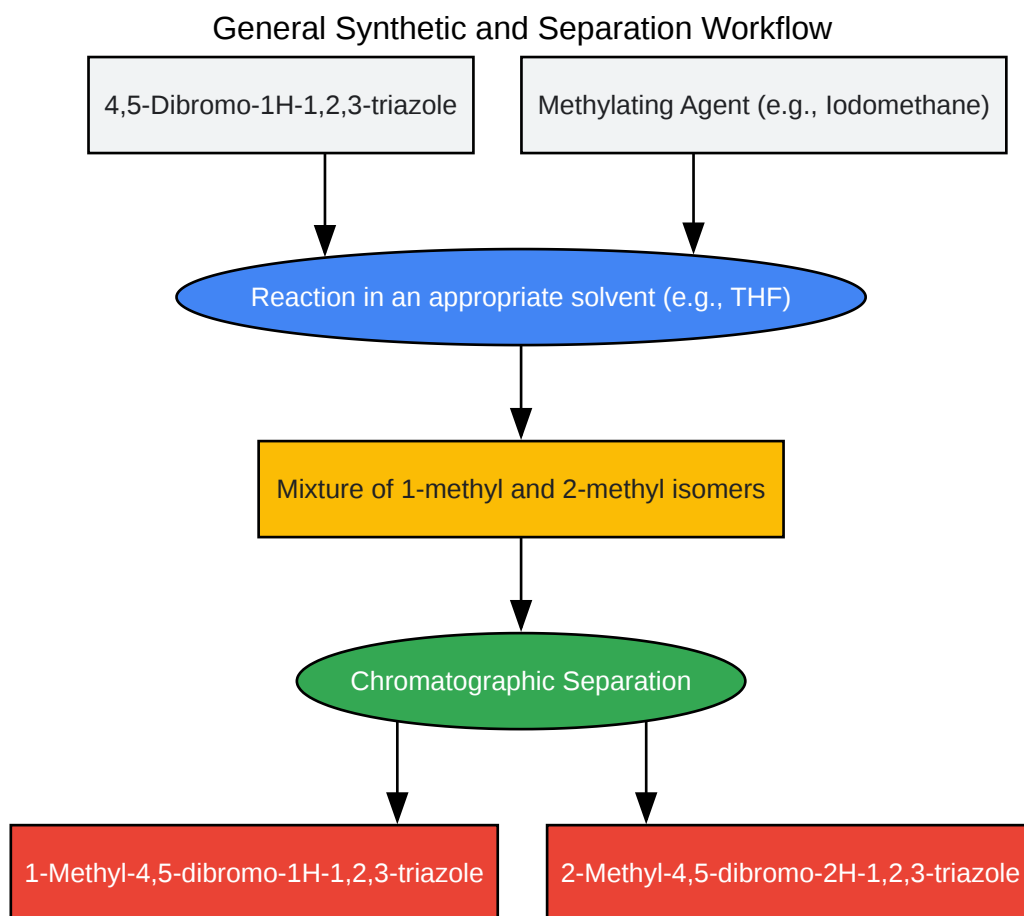 General Synthetic and Separation Workflow
4,5-Dibromo-1H-1,2,3-triazole
Methylating Agent (e.g., Iodomethane)
Reaction in an appropriate solvent (e.g., THF)
Mixture of 1-methyl and 2-methyl isomers
Chromatographic Separation
1-Methyl-4,5-dibromo-1H-1,2,3-triazole
2-Methyl-4,5-dibromo-2H-1,2,3-triazole